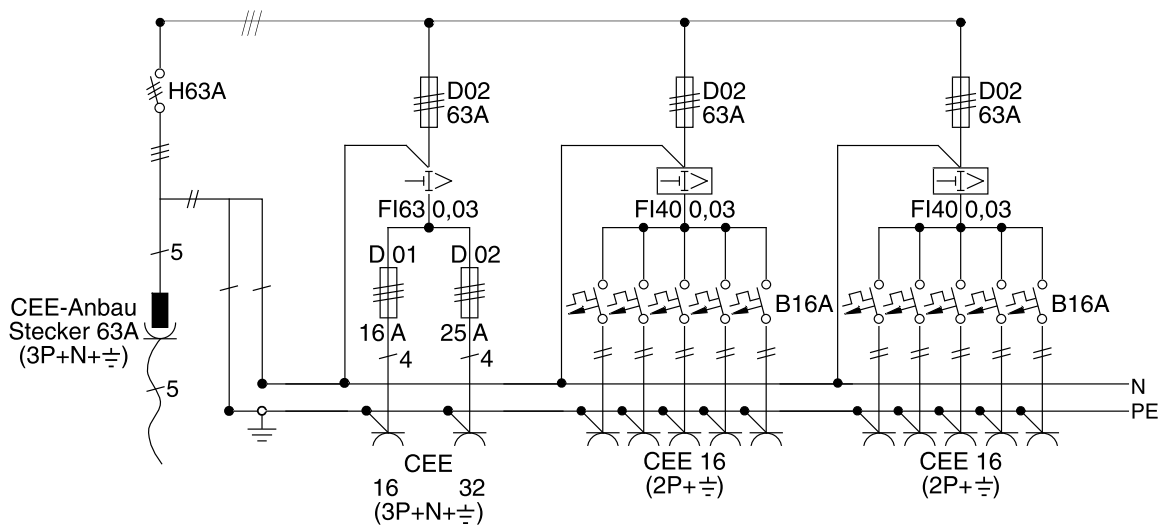 H63A
D02
63A
D02
63A
D02
63A
FI63 0,03
FI40 0,03
FI40 0,03
5
D 01
D 02
CEE-Anbau
Stecker 63A
(3P+N+⏚)
16 A
25 A
B16A
B16A
4
4
5
N
PE
CEE
16 32
(3P+N+⏚)
CEE 16
(2P+⏚)
CEE 16
(2P+⏚)